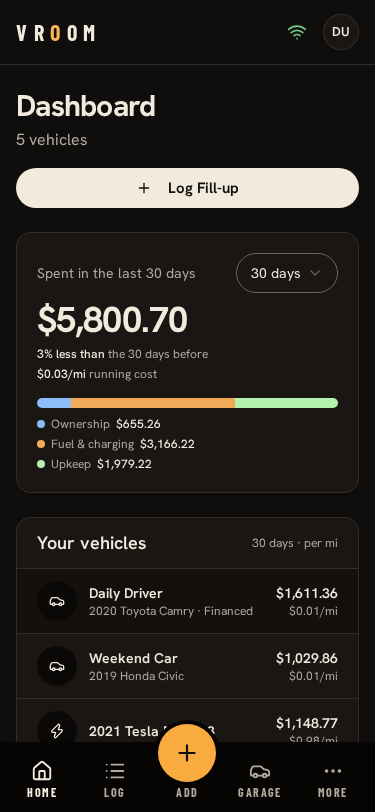 VROOM
DU
Dashboard
5 vehicles
+ Log Fill-up
Spent in the last 30 days
30 days
$5,800.70
3% less than the 30 days before
$0.03/mi running cost
Ownership $655.26
Fuel & charging $3,166.22
Upkeep $1,979.22
Your vehicles
30 days · per mi
Daily Driver
$1,611.36
2020 Toyota Camry · Financed
$0.01/mi
Weekend Car
$1,029.86
2019 Honda Civic
$0.01/mi
2021 Tesla
$1,148.77
$0.98/mi
HOME
LOG
ADD
GARAGE
MORE